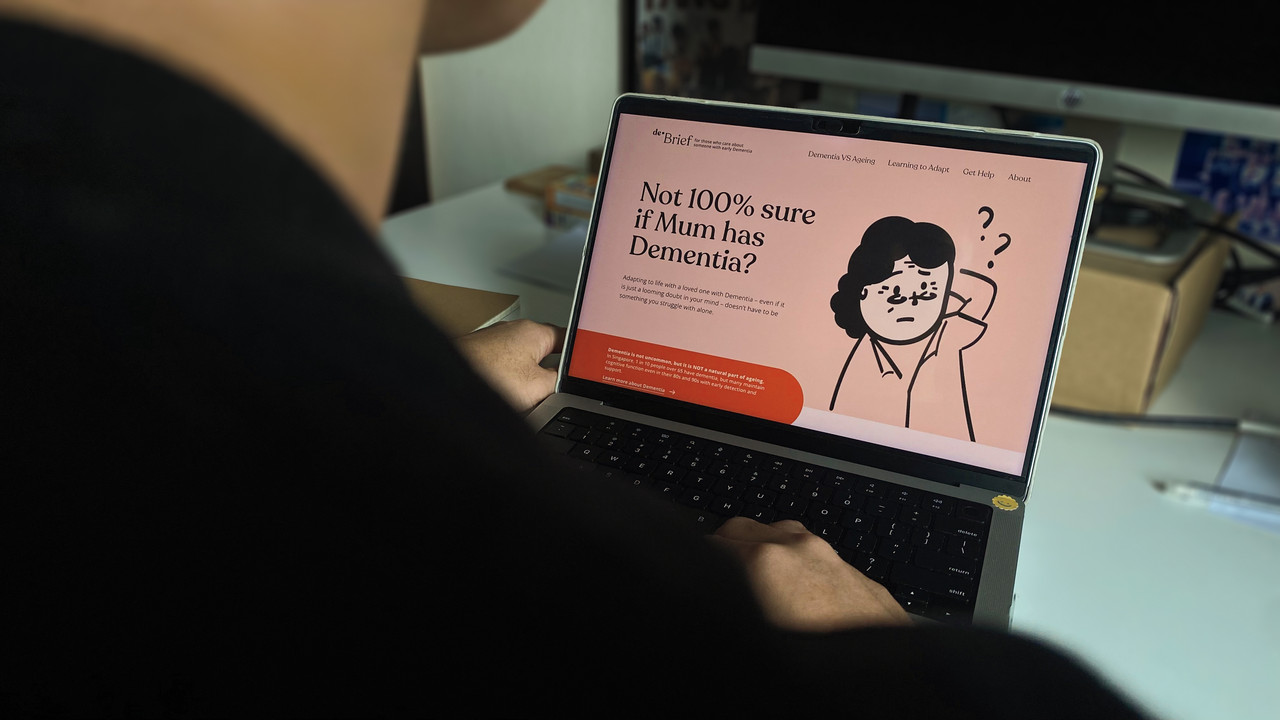 de•Brief for those who care about
someone with early Dementia
Dementia VS Ageing Learning to Adapt Get Help About
Not 100% sure
if Mum has
Dementia?
Adapting to life with a loved one with Dementia – even if it
is just a looming doubt in your mind – doesn't have to be
something you struggle with alone.
Dementia is not uncommon, but it is NOT a natural part of ageing.
In Singapore, 1 in 10 people over 65 have dementia, but many maintain
cognitive function even in their 80s and 90s with early detection and
support.
Learn more about Dementia →
? ?
delete
return
shift